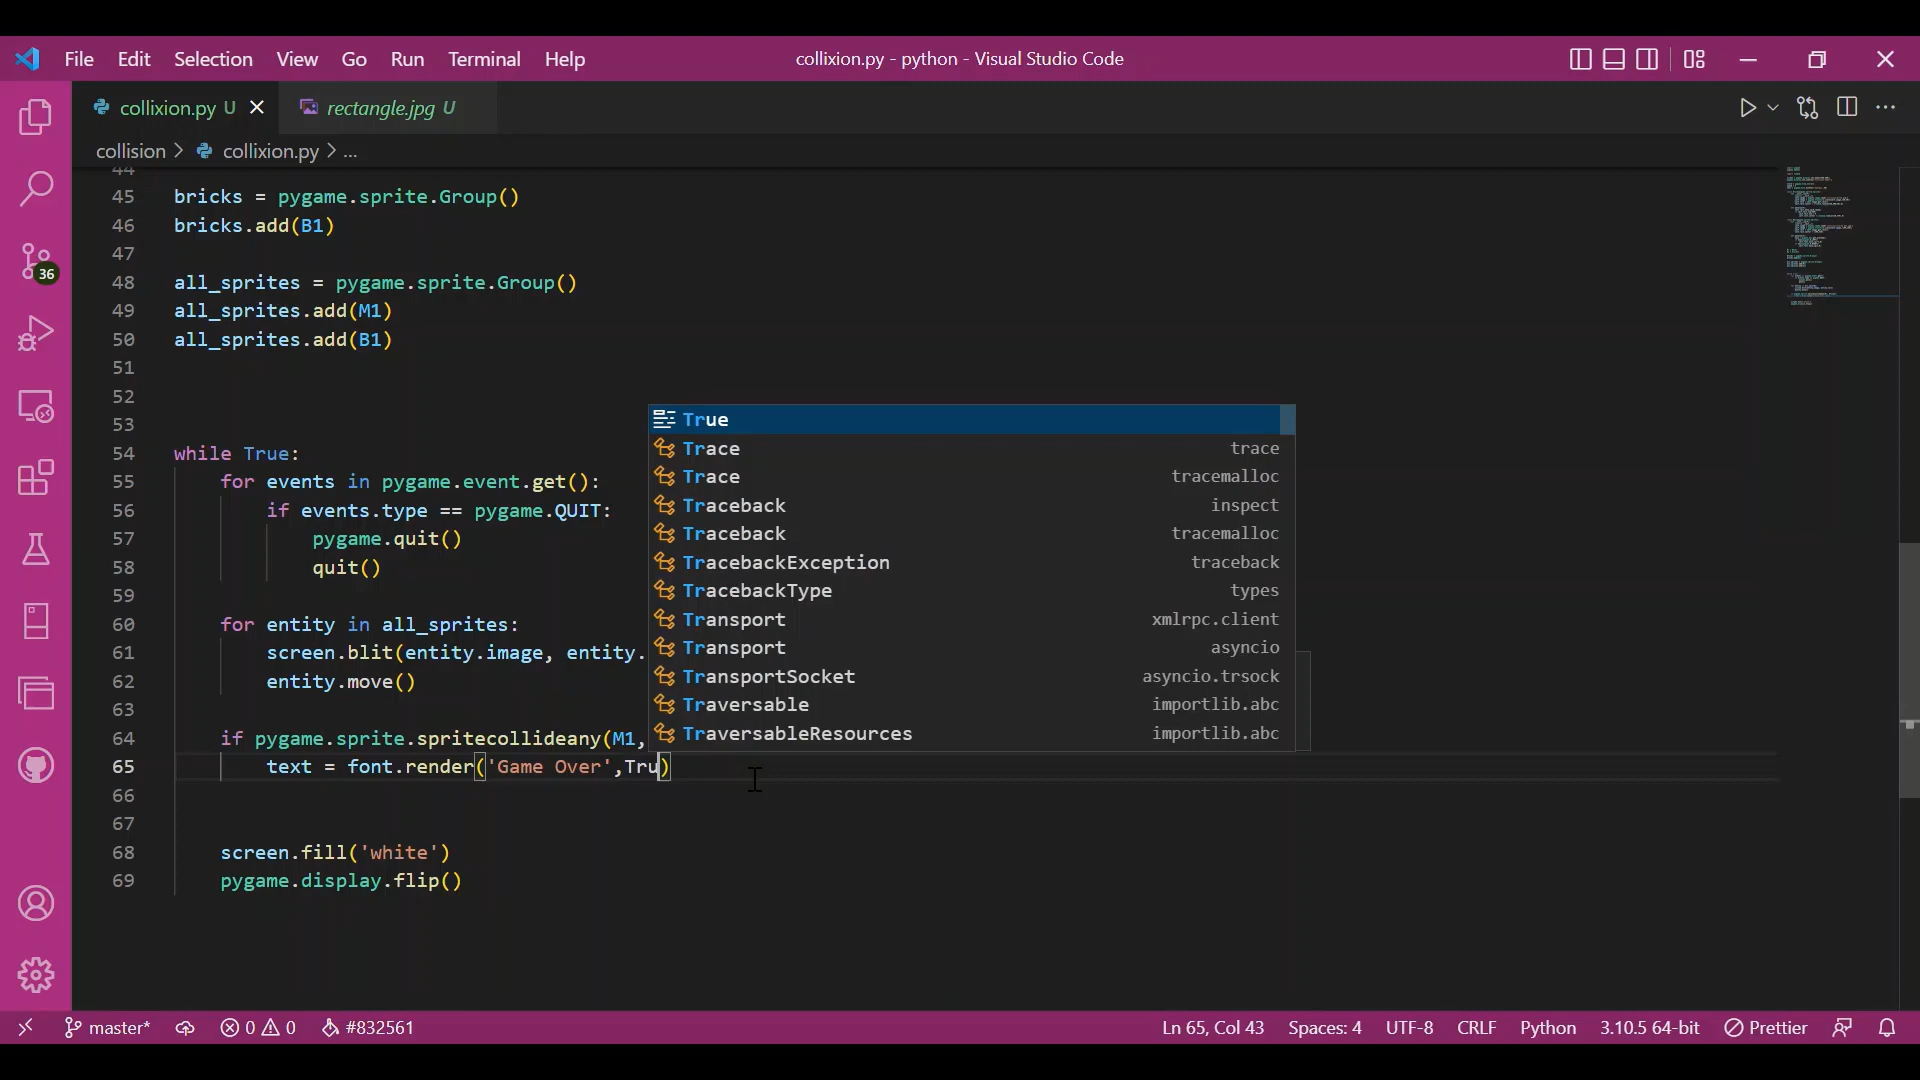 File Edit Selection View Go Run Terminal Help collixion.py - python - Visual Studio Code
collixion.py U rectangle.jpg U
collision > collixion.py > ...
44
45 bricks = pygame.sprite.Group()
46 bricks.add(B1)
47
48 all_sprites = pygame.sprite.Group()
49 all_sprites.add(M1)
50 all_sprites.add(B1)
51
52
53
54 while True:
55 for events in pygame.event.get():
56 if events.type == pygame.QUIT:
57 pygame.quit()
58 quit()
59
60 for entity in all_sprites:
61 screen.blit(entity.image, entity.
62 entity.move()
63
64 if pygame.sprite.spritecollideany(M1,
65 text = font.render('Game Over',Tru)
66
67
68 screen.fill('white')
69 pygame.display.flip()
True
Trace trace
Trace tracemalloc
Traceback inspect
Traceback tracemalloc
TracebackException traceback
TracebackType types
Transport xmlrpc.client
Transport asyncio
TransportSocket asyncio.trsock
Traversable importlib.abc
TraversableResources importlib.abc
36
master* 0 0 #832561 Ln 65, Col 43 Spaces: 4 UTF-8 CRLF Python 3.10.5 64-bit Prettier